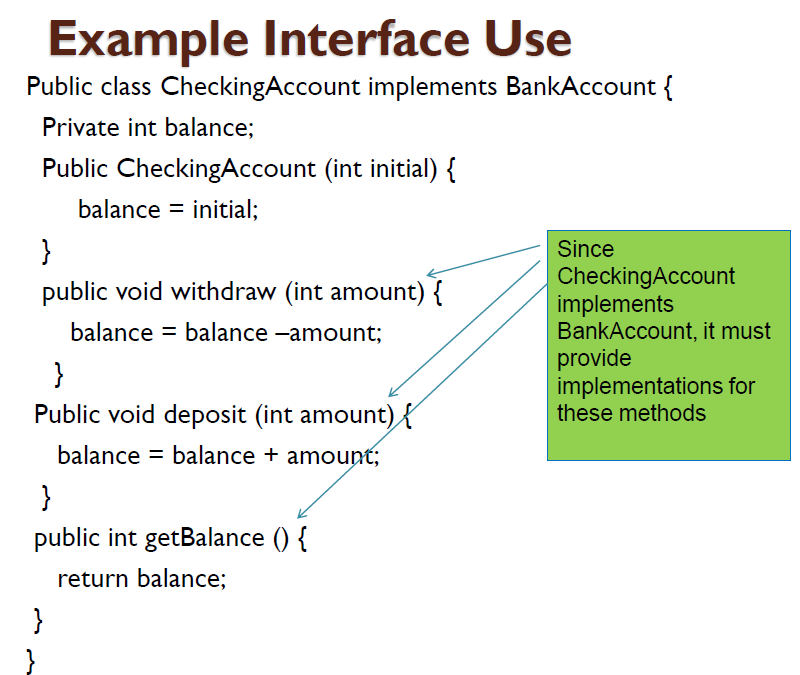 Example Interface Use
Public class CheckingAccount implements BankAccount {
Private int balance;
Public CheckingAccount (int initial) {
balance = initial;
}
public void withdraw (int amount) {
balance = balance –amount;
}
Public void deposit (int amount) {
balance = balance + amount;
}
public int getBalance () {
return balance;
}
}
Since
CheckingAccount
implements
BankAccount, it must
provide
implementations for
these methods